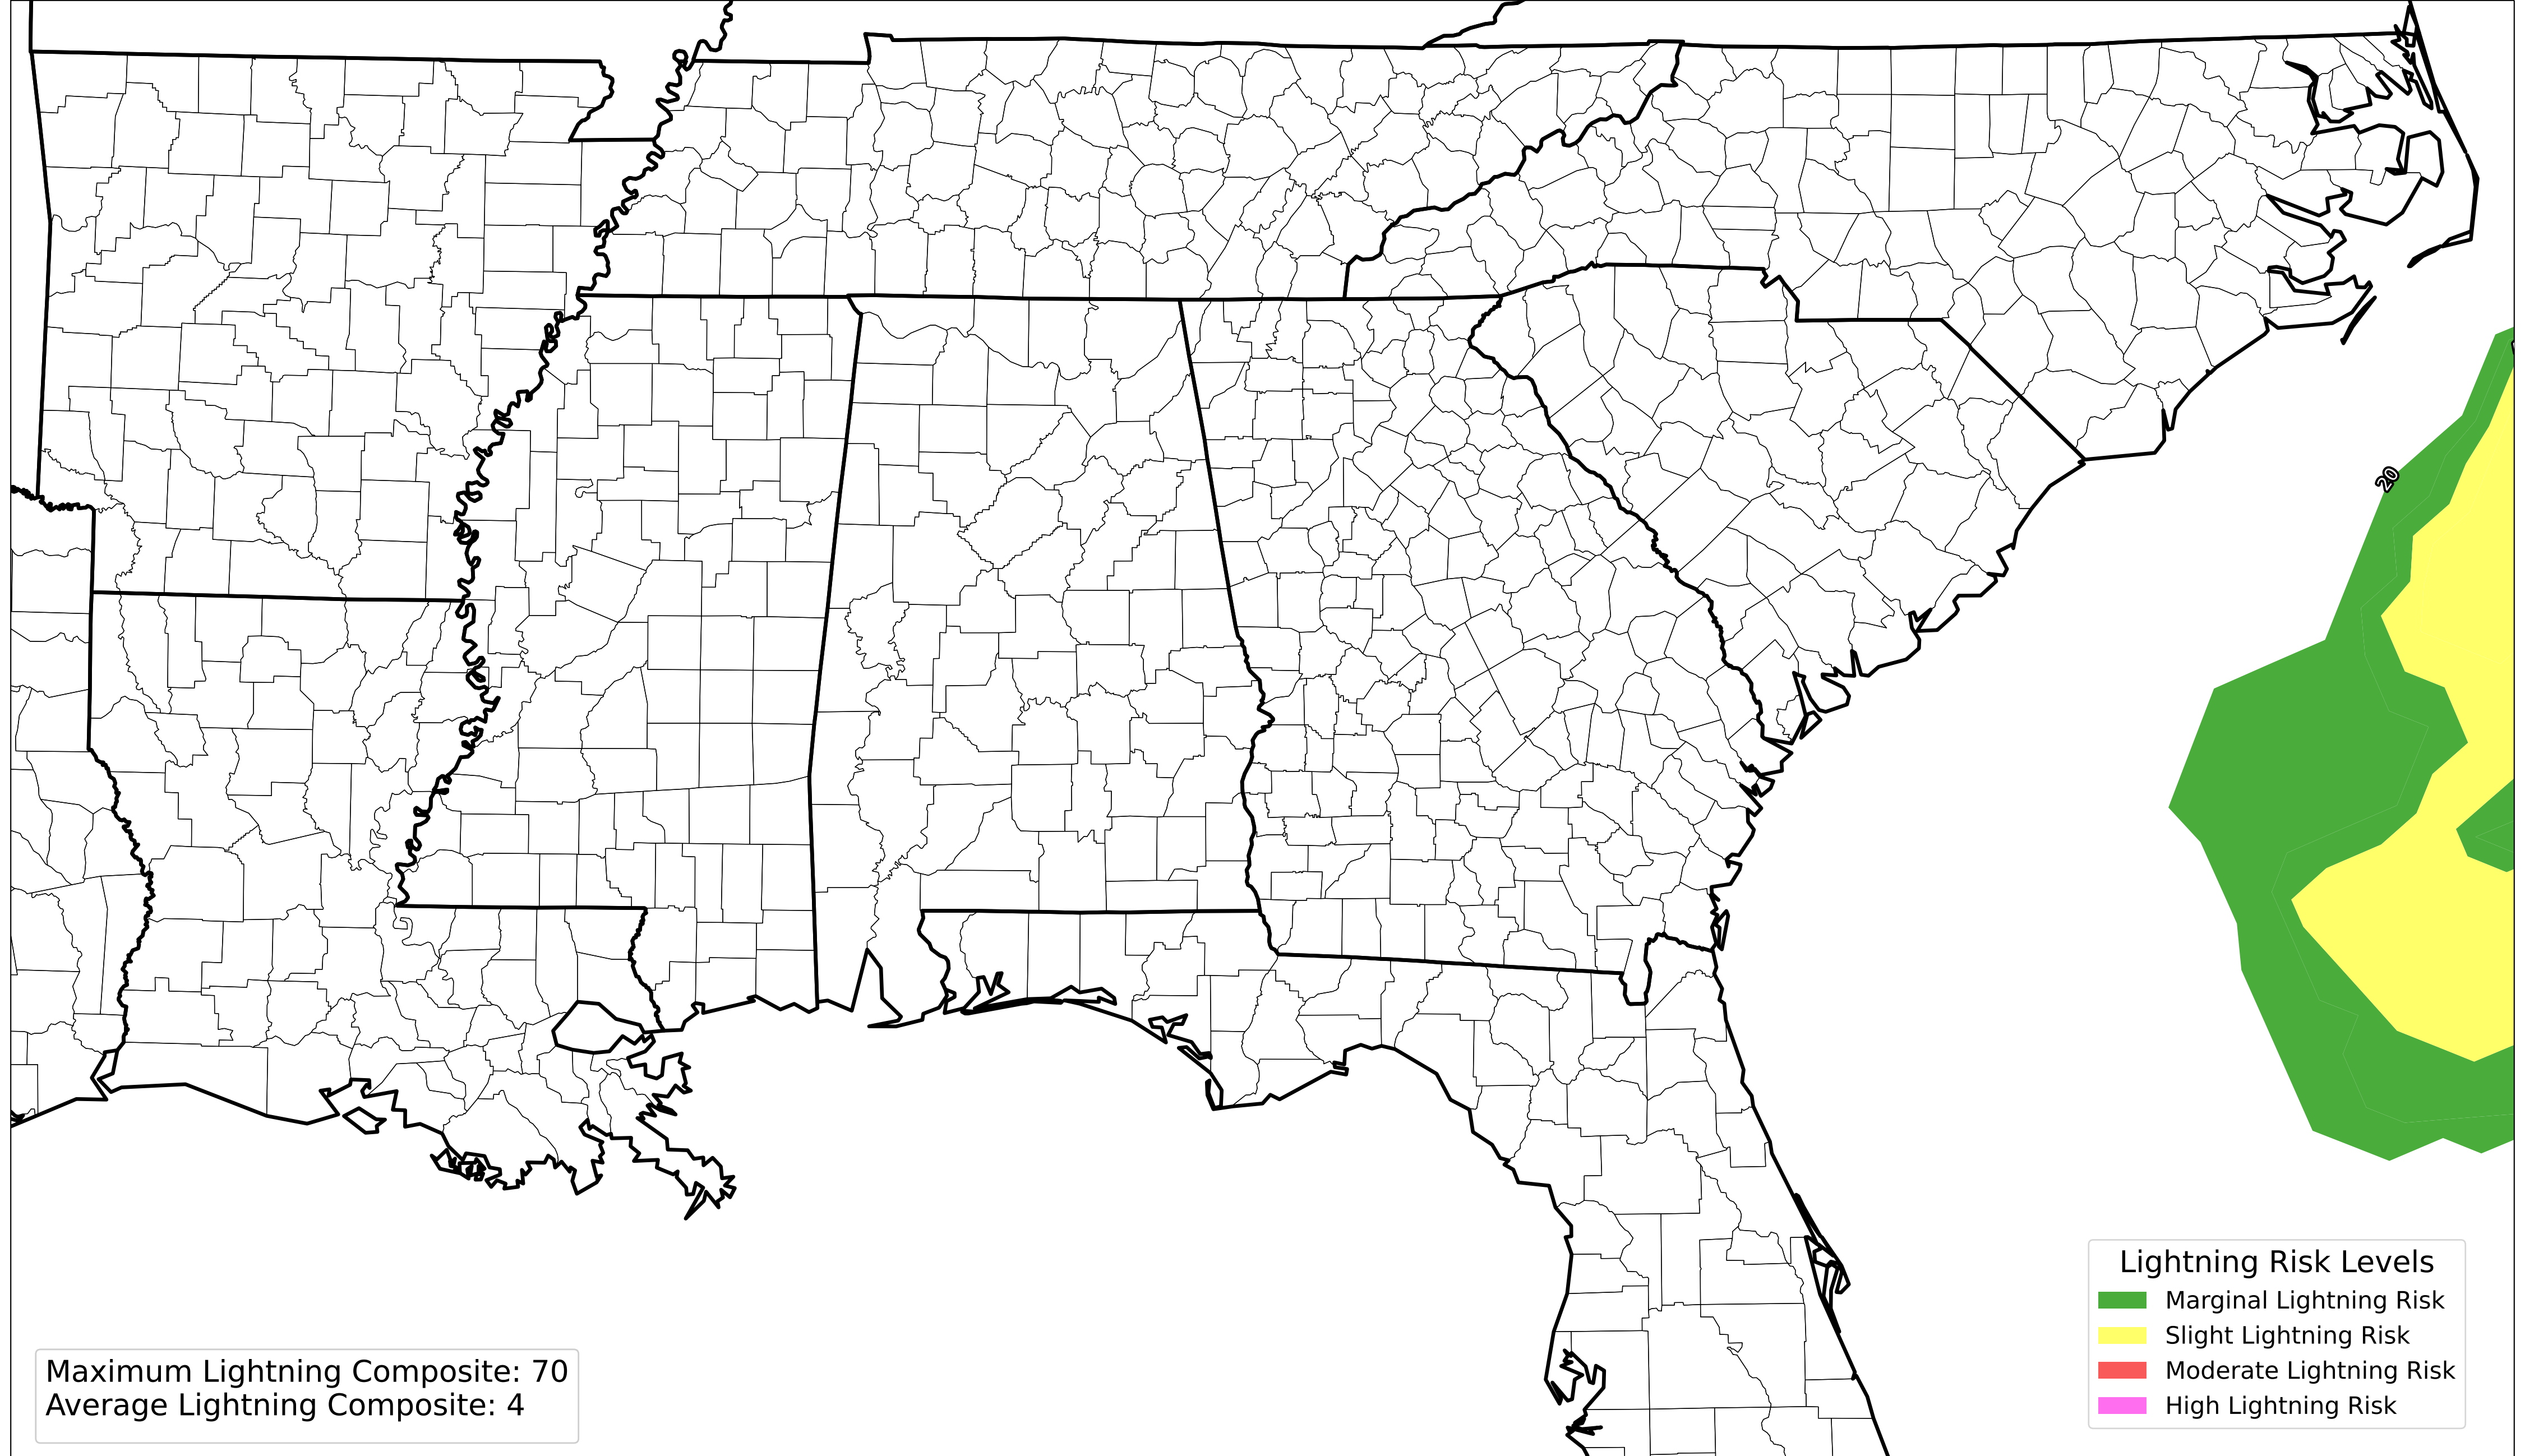 20
Lightning Risk Levels
Marginal Lightning Risk
Slight Lightning Risk
Moderate Lightning Risk
High Lightning Risk
Maximum Lightning Composite: 70
Average Lightning Composite: 4